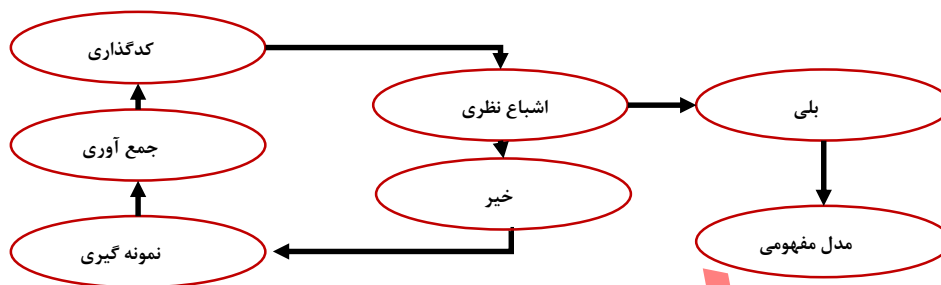 کدگذاری
اشباع نظری
بلی
جمع آوری
خیر
نمونه گیری
مدل مفهومی